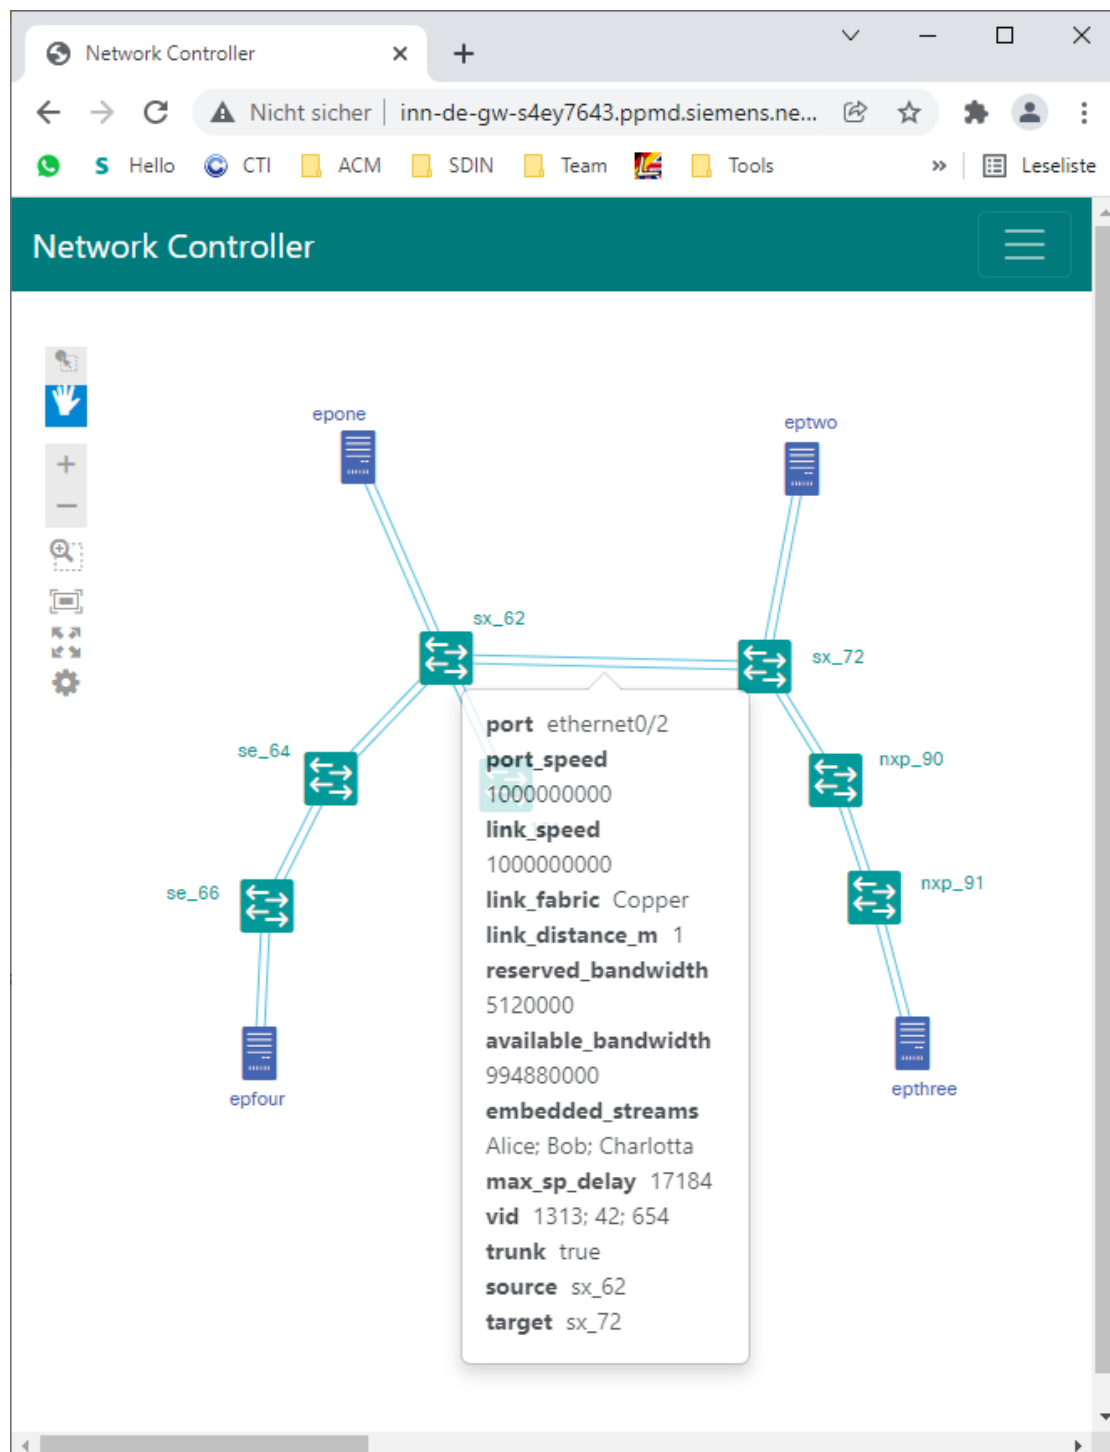 Network Controller
Nicht sicher | inn-de-gw-s4ey7643.ppmd.siemens.ne...
S Hello CTI ACM SDIN Team Tools » Leseliste
Network Controller
epone
eptwo
sx_62
sx_72
se_64
nxp_90
se_66
nxp_91
epfour
epthree
port ethernet0/2
port_speed
1000000000
link_speed
1000000000
link_fabric Copper
link_distance_m 1
reserved_bandwidth
5120000
available_bandwidth
994880000
embedded_streams
Alice; Bob; Charlotta
max_sp_delay 17184
vid 1313; 42; 654
trunk true
source sx_62
target sx_72